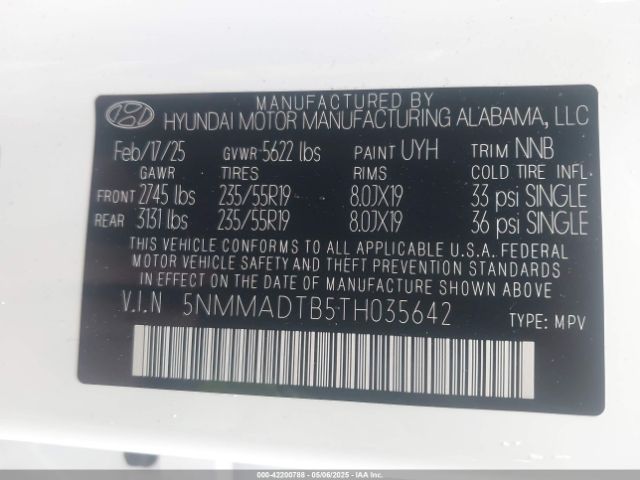 MANUFACTURED BY
HYUNDAI MOTOR MANUFACTURING ALABAMA, LLC
Feb/17/25 GVWR 5622 lbs PAINT UYH TRIM NNB
GAWR TIRES RIMS COLD TIRE INFL.
FRONT 2745 lbs 235/55R19 8.0JX19 33 psi SINGLE
REAR 3131 lbs 235/55R19 8.0JX19 36 psi SINGLE
THIS VEHICLE CONFORMS TO ALL APPLICABLE U.S.A. FEDERAL
MOTOR VEHICLE SAFETY AND THEFT PREVENTION STANDARDS
IN EFFECT ON THE DATE OF MANUFACTURE SHOWN ABOVE
V.I.N 5NMMADTB5TH035642 TYPE: MPV
000-42200788 - 05/06/2025 - COPART